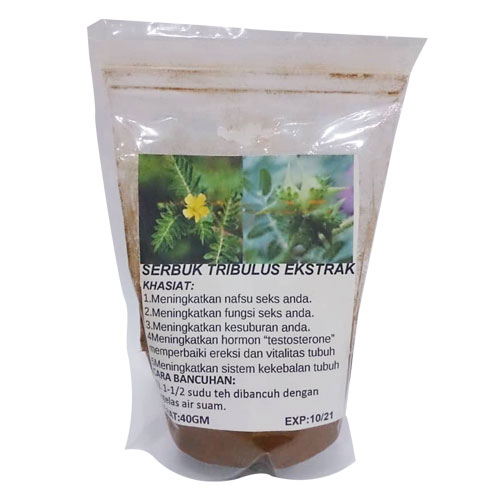 SERBUK TRIBULUS EKSTRAK
KHASIAT:
1.Meningkatkan nafsu seks anda.
2.Meningkatkan fungsi seks anda.
3.Meningkatkan kesuburan anda.
4Meningkatkan hormon "testosterone"
memperbaiki ereksi dan vitalitas tubuh
5Meningkatkan sistem kekebalan tubuh
CARA BANCUHAN:
1-1/2 sudu teh dibancuh dengan
gelas air suam.
:40GM EXP:10/21